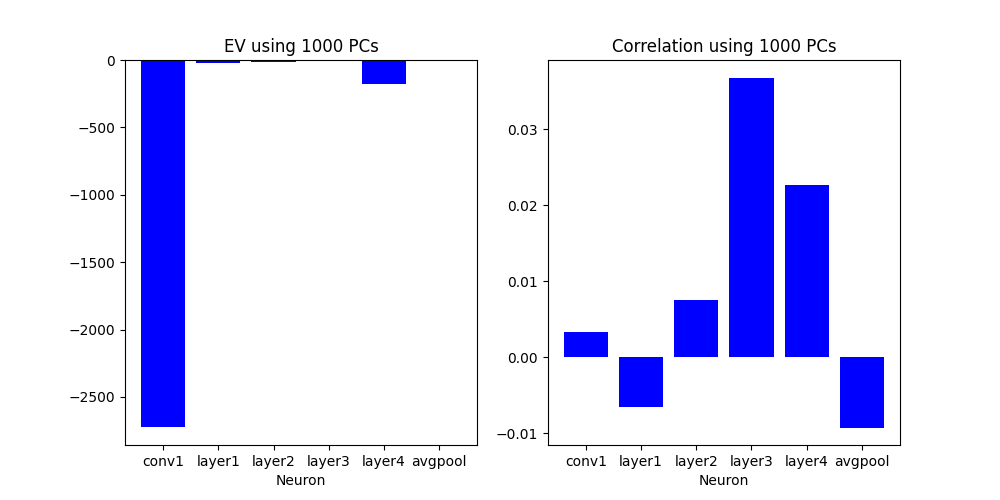 EV using 1000 PCs
0
−500
−1000
−1500
−2000
−2500
conv1 layer1 layer2 layer3 layer4 avgpool
Neuron
Correlation using 1000 PCs
0.03
0.02
0.01
0.00
−0.01
conv1 layer1 layer2 layer3 layer4 avgpool
Neuron